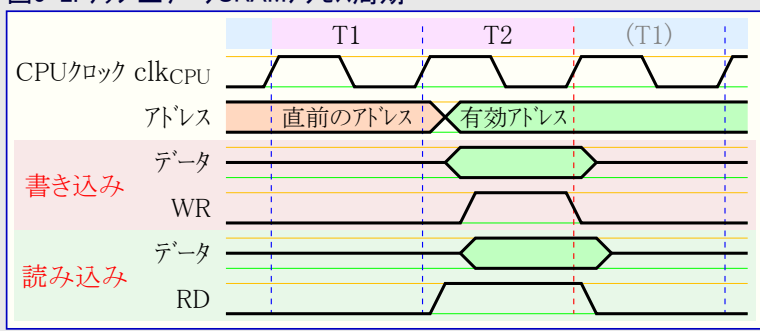 T1 T2 (T1)
CPUクロック clkCPU
アドレス 直前のアドレス 有効アドレス
書き込み
データ
WR
読み込み
データ
RD